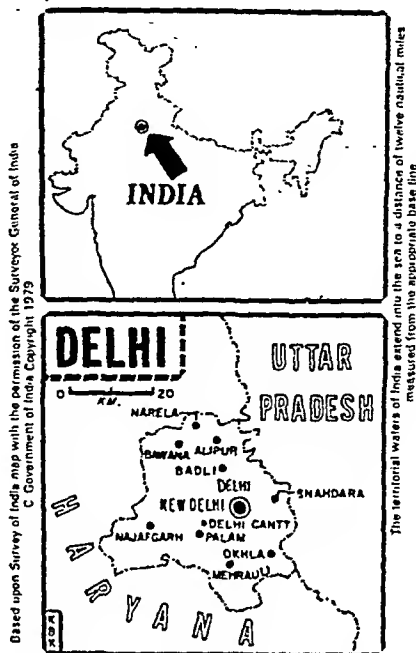 Based upon Survey of India map with the permission of the Surveyor General of India
© Government of India Copyright 1979
INDIA
DELHI
0 20
KM.
UTTAR
PRADESH
NARELA
BAWANA
ALIPUR
BADLI
DELHI
NEW DELHI
SHAHDARA
DELHI CANTT
NAJAFGARH
PALAM
OKHLA
MEHRAULI
HARYANA
The territorial waters of India extend into the sea to a distance of twelve nautical miles
measured from the appropriate base line